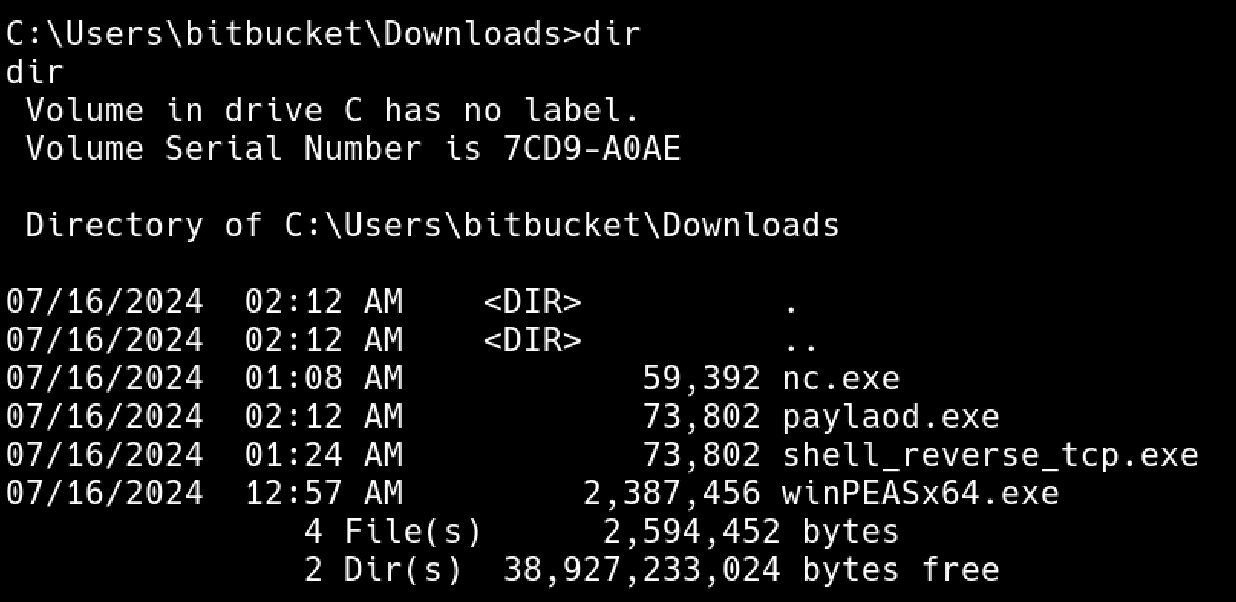 C:\Users\bitbucket\Downloads>dir
dir
 Volume in drive C has no label.
 Volume Serial Number is 7CD9-A0AE

 Directory of C:\Users\bitbucket\Downloads

07/16/2024  02:12 AM    <DIR>          .
07/16/2024  02:12 AM    <DIR>          ..
07/16/2024  01:08 AM            59,392 nc.exe
07/16/2024  02:12 AM            73,802 paylaod.exe
07/16/2024  01:24 AM            73,802 shell_reverse_tcp.exe
07/16/2024  12:57 AM         2,387,456 winPEASx64.exe
               4 File(s)      2,594,452 bytes
               2 Dir(s)  38,927,233,024 bytes free